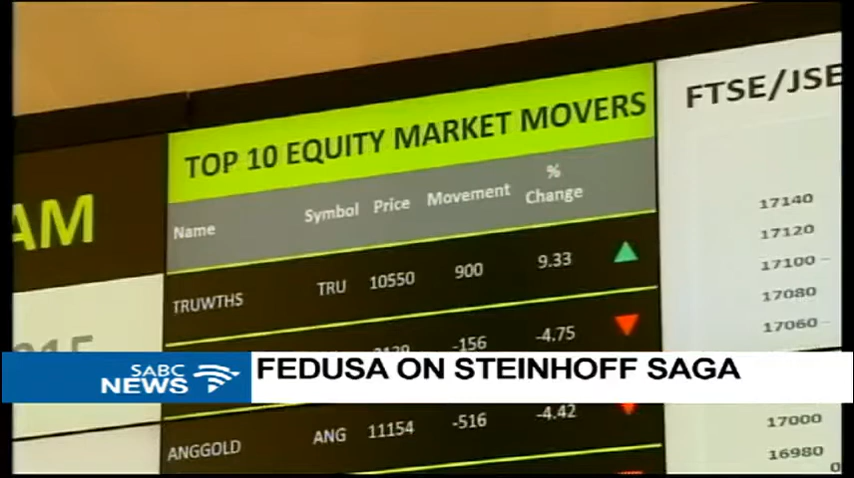 TOP 10 EQUITY MARKET MOVERS
FTSE/JSE
AM
Name Symbol Price Movement % Change
TRUWTHS TRU 10550 900 9.33
-156 -4.75
ANGGOLD ANG 11154 -516 -4.42
17140
17120
17100
17080
17060
17000
16980
0
SABC NEWS
FEDUSA ON STEINHOFF SAGA